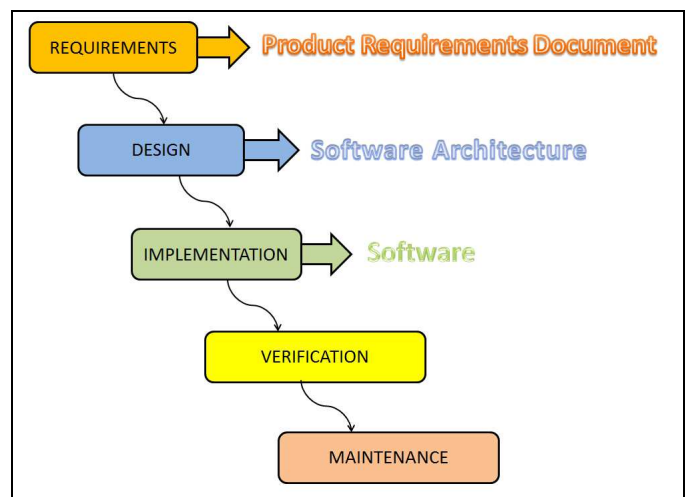 REQUIREMENTS
Product Requirements Document
DESIGN
Software Architecture
IMPLEMENTATION
Software
VERIFICATION
MAINTENANCE